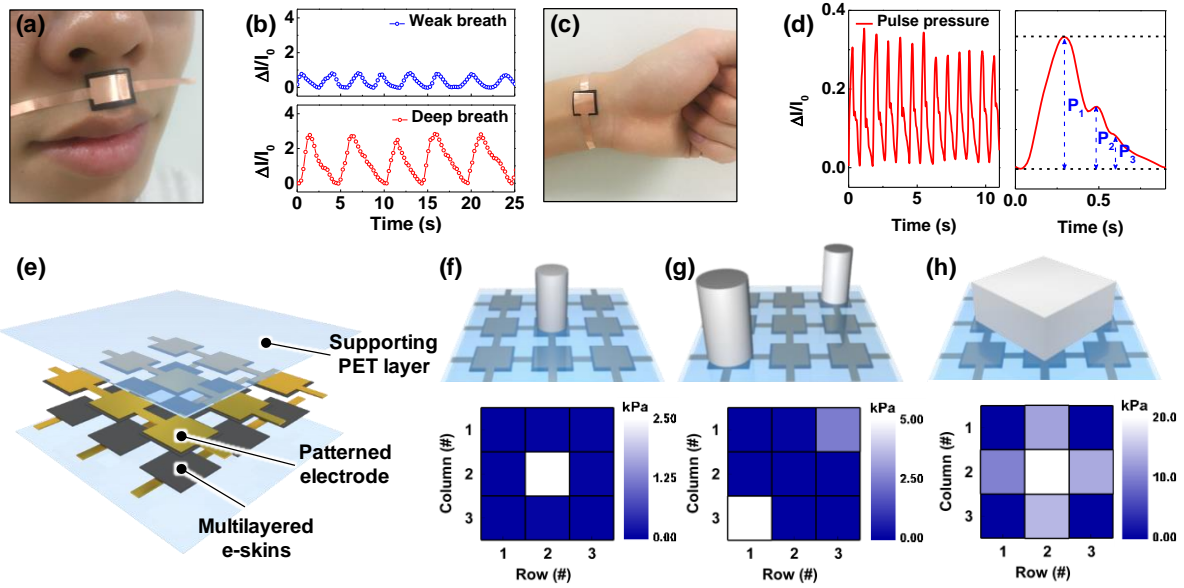 (a)
(b)
4
2
0
Weak breath
ΔI/I0
4
2
0
Deep breath
ΔI/I0
0 5 10 15 20 25
Time (s)
(c)
(d)
0.4
0.2
0.0
Pulse pressure
ΔI/I0
0 5 10
Time (s)
P1
P2
P3
0.0 0.5
Time (s)
(e)
Supporting
PET layer
Patterned
electrode
Multilayered
e-skins
(f)
kPa
2.50
1.25
0.00
Column (#)
1
2
3
1 2 3
Row (#)
(g)
kPa
5.00
2.50
0.00
Column (#)
1
2
3
1 2 3
Row (#)
(h)
kPa
20.0
10.0
0.00
Column (#)
1
2
3
1 2 3
Row (#)